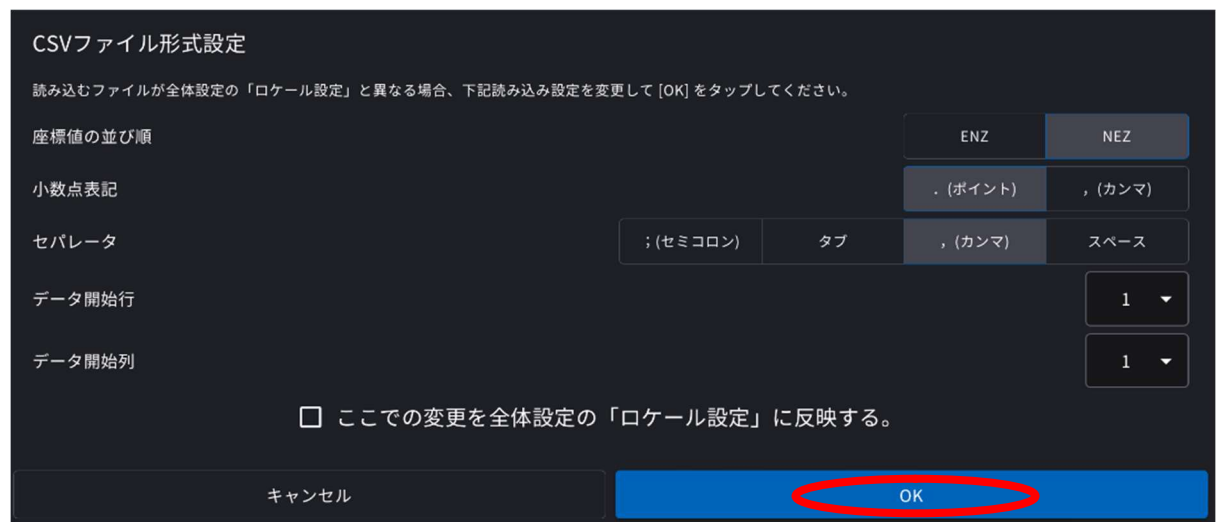 CSVファイル形式設定
読み込むファイルが全体設定の「ロケール設定」と異なる場合、下記読み込み設定を変更して [OK] をタップしてください。
座標値の並び順 ENZ NEZ
小数点表記 . (ポイント) , (カンマ)
セパレータ ; (セミコロン) タブ , (カンマ) スペース
データ開始行 1
データ開始列 1
ここでの変更を全体設定の「ロケール設定」に反映する。
キャンセル OK